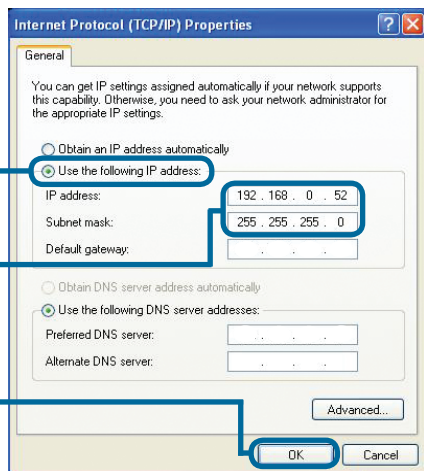 Internet Protocol (TCP/IP) Properties
General
You can get IP settings assigned automatically if your network supports
this capability. Otherwise, you need to ask your network administrator for
the appropriate IP settings.
Obtain an IP address automatically
Use the following IP address:
IP address: 192 . 168 . 0 . 52
Subnet mask: 255 . 255 . 255 . 0
Default gateway: . . .
Obtain DNS server address automatically
Use the following DNS server addresses:
Preferred DNS server: . . .
Alternate DNS server: . . .
Advanced...
OK Cancel